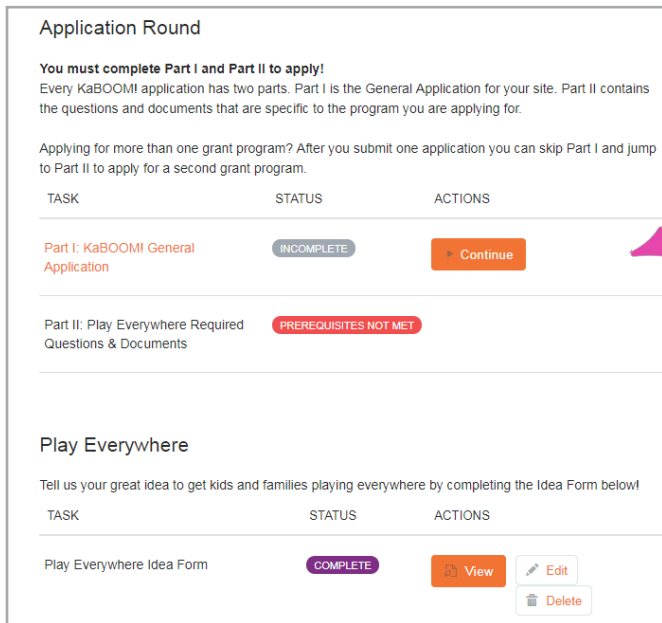 Application Round
You must complete Part I and Part II to apply!
Every KaBOOM! application has two parts. Part I is the General Application for your site. Part II contains
the questions and documents that are specific to the program you are applying for.
Applying for more than one grant program? After you submit one application you can skip Part I and jump
to Part II to apply for a second grant program.
TASK STATUS ACTIONS
Part I: KaBOOM! General
Application
INCOMPLETE
Continue
Part II: Play Everywhere Required
Questions & Documents
PREREQUISITES NOT MET
Play Everywhere
Tell us your great idea to get kids and families playing everywhere by completing the Idea Form below!
TASK STATUS ACTIONS
Play Everywhere Idea Form COMPLETE View Edit
Delete